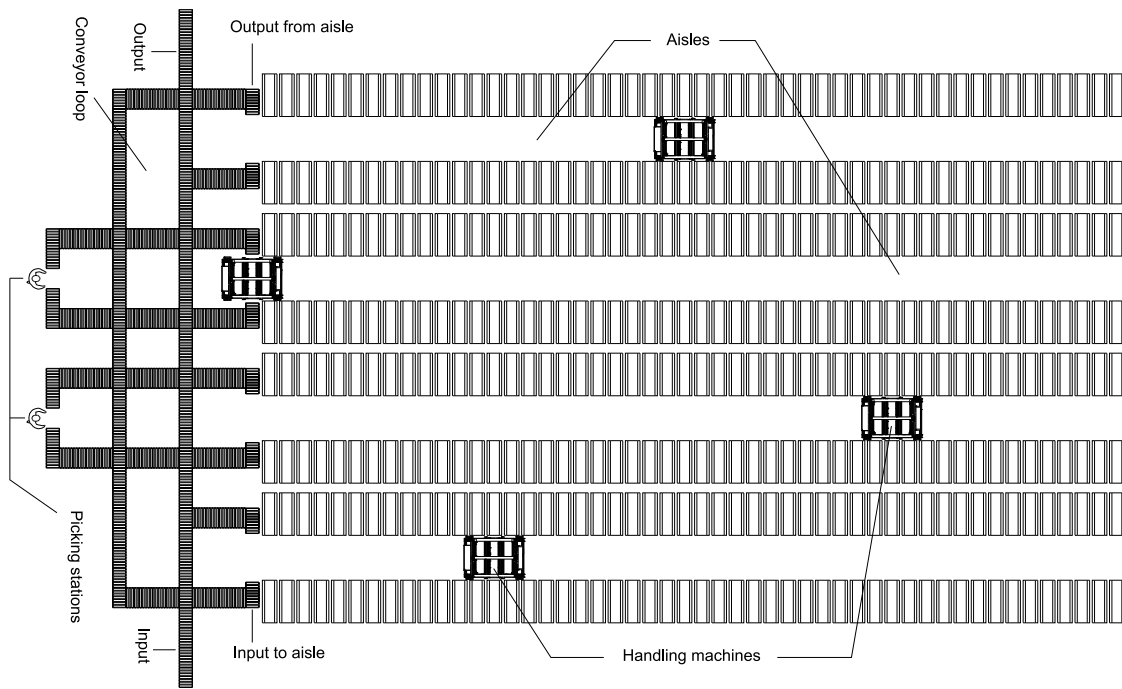 Output from aisle
Aisles
Output
Conveyor loop
Picking stations
Input
Input to aisle
Handling machines